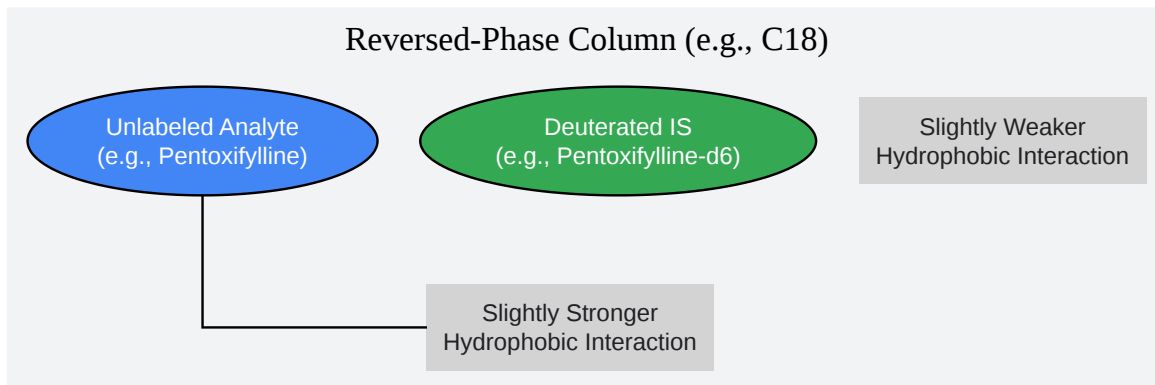 Reversed-Phase Column (e.g., C18)
Unlabeled Analyte
(e.g., Pentoxifylline)
Deuterated IS
(e.g., Pentoxifylline-d6)
Slightly Weaker
Hydrophobic Interaction
Slightly Stronger
Hydrophobic Interaction